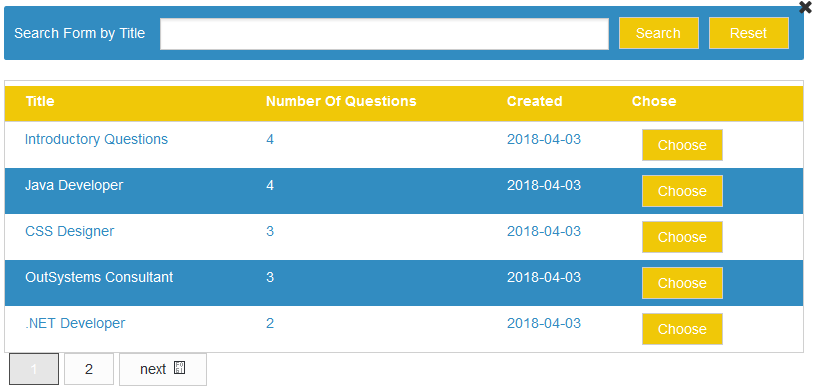 Search Form by Title Search Reset
Title Number Of Questions Created Chose
Introductory Questions 4 2018-04-03 Choose
Java Developer 4 2018-04-03 Choose
CSS Designer 3 2018-04-03 Choose
OutSystems Consultant 3 2018-04-03 Choose
.NET Developer 2 2018-04-03 Choose
1 2 next